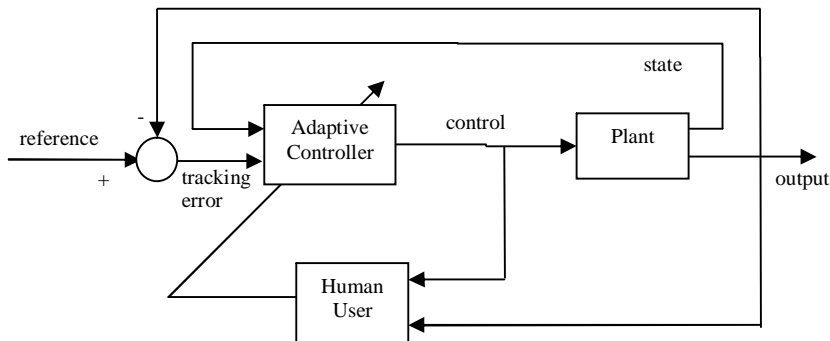 state
-
reference
+
tracking
error
Adaptive
Controller
control
Plant
output
Human
User